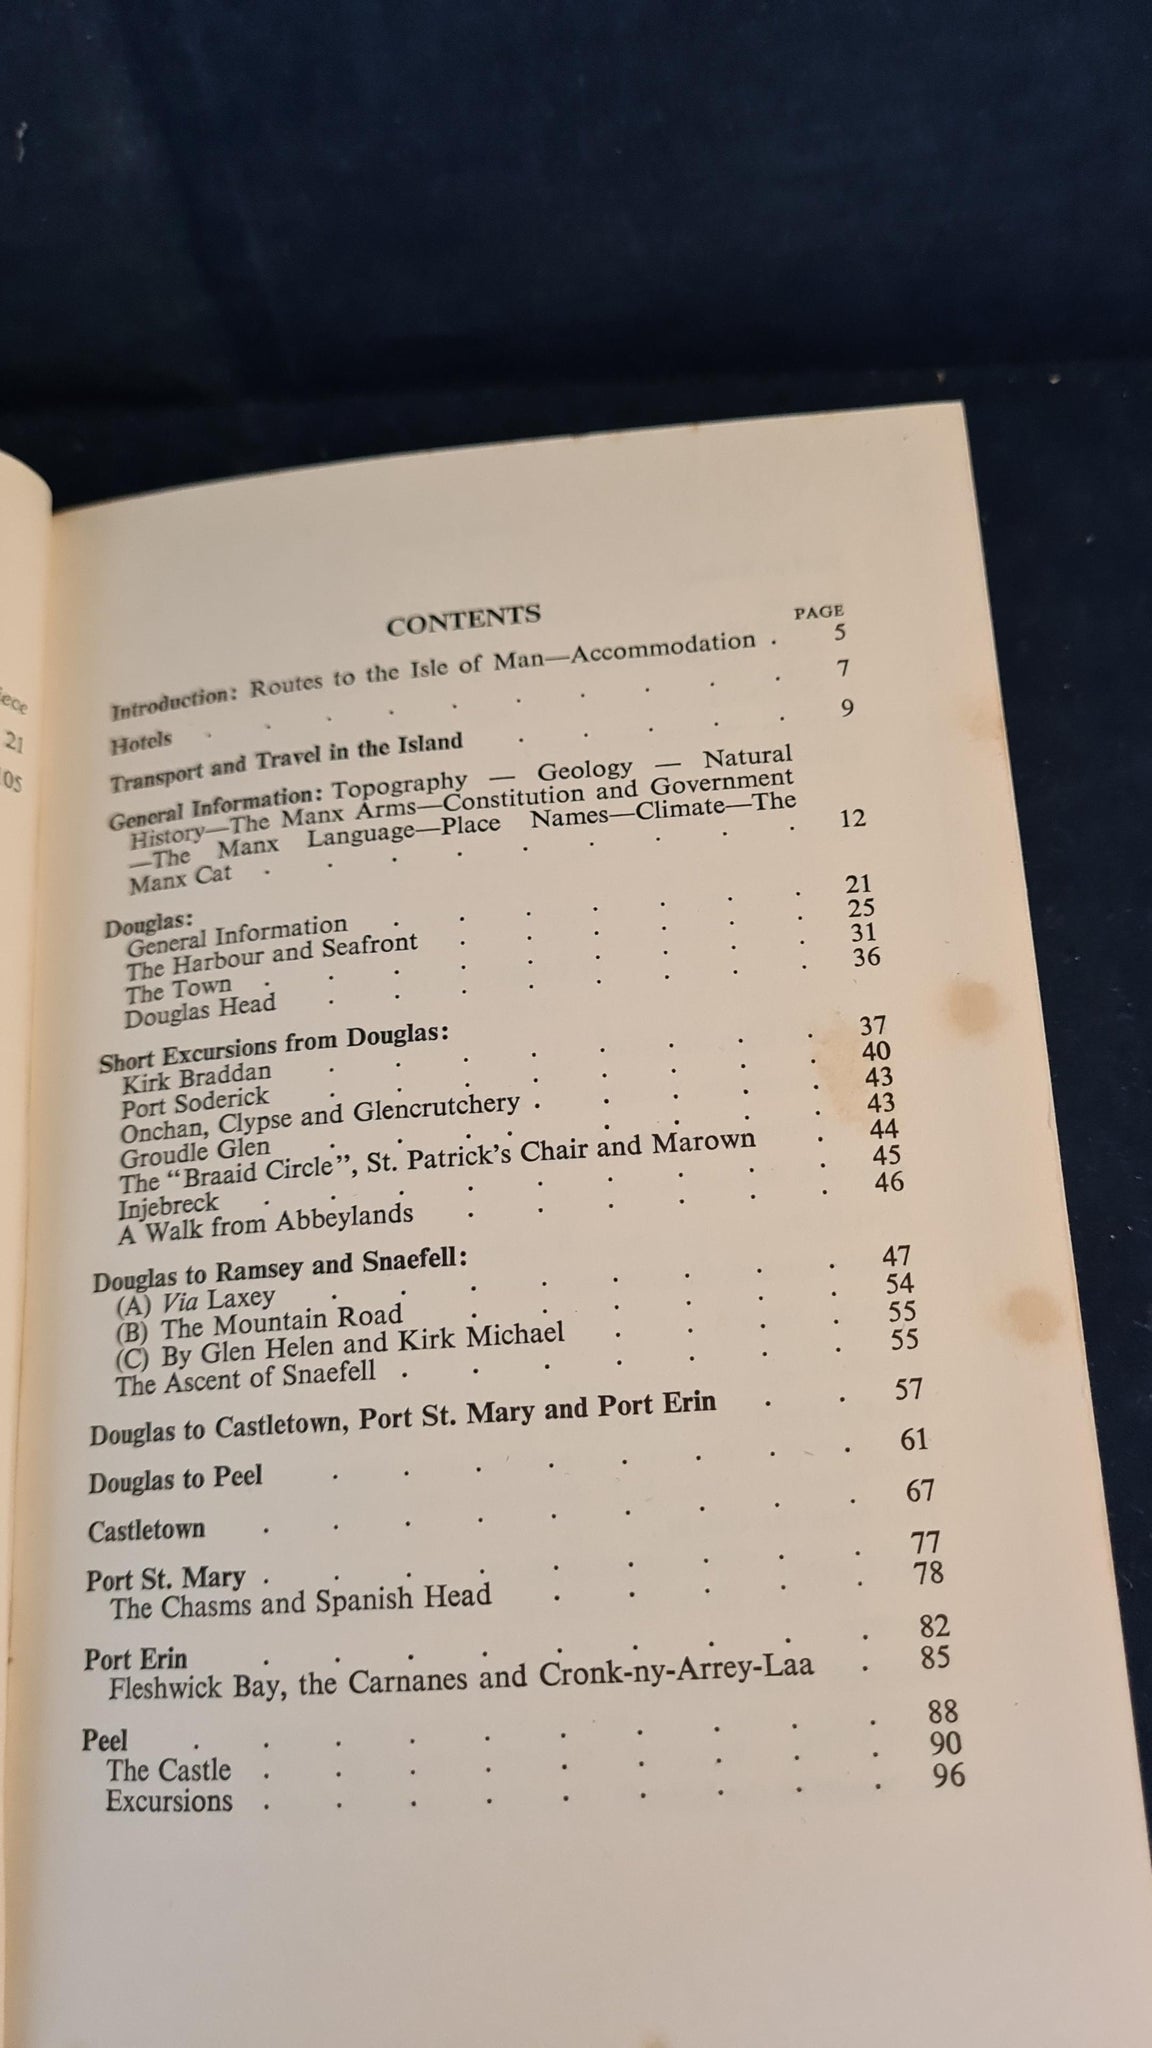 iece
21
105
CONTENTS
PAGE
Introduction: Routes to the Isle of Man—Accommodation . 5
Hotels . . . . . . . . . 7
Transport and Travel in the Island . . . . . 9
General Information: Topography — Geology — Natural
History—The Manx Arms—Constitution and Government
—The Manx Language—Place Names—Climate—The
Manx Cat . . . . . . . . . 12
Douglas:
General Information . . . . . . . 21
The Harbour and Seafront . . . . . . 25
The Town . . . . . . . . . 31
Douglas Head . . . . . . . . 36
Short Excursions from Douglas:
Kirk Braddan . . . . . . . . 37
Port Soderick . . . . . . . . 40
Onchan, Clypse and Glencrutchery . . . . . 43
Groudle Glen . . . . . . . . 43
The "Braaid Circle", St. Patrick's Chair and Marown . 44
Injebreck . . . . . . . . . 45
A Walk from Abbeylands . . . . . . 46
Douglas to Ramsey and Snaefell:
(A) Via Laxey . . . . . . . . 47
(B) The Mountain Road . . . . . . 54
(C) By Glen Helen and Kirk Michael . . . . 55
The Ascent of Snaefell . . . . . . . 55
Douglas to Castletown, Port St. Mary and Port Erin . . 57
Douglas to Peel . . . . . . . . 61
Castletown . . . . . . . . . 67
Port St. Mary . . . . . . . . . 77
The Chasms and Spanish Head . . . . . 78
Port Erin . . . . . . . . . 82
Fleshwick Bay, the Carnanes and Cronk-ny-Arrey-Laa . 85
Peel . . . . . . . . . . 88
The Castle . . . . . . . . . 90
Excursions . . . . . . . . . 96